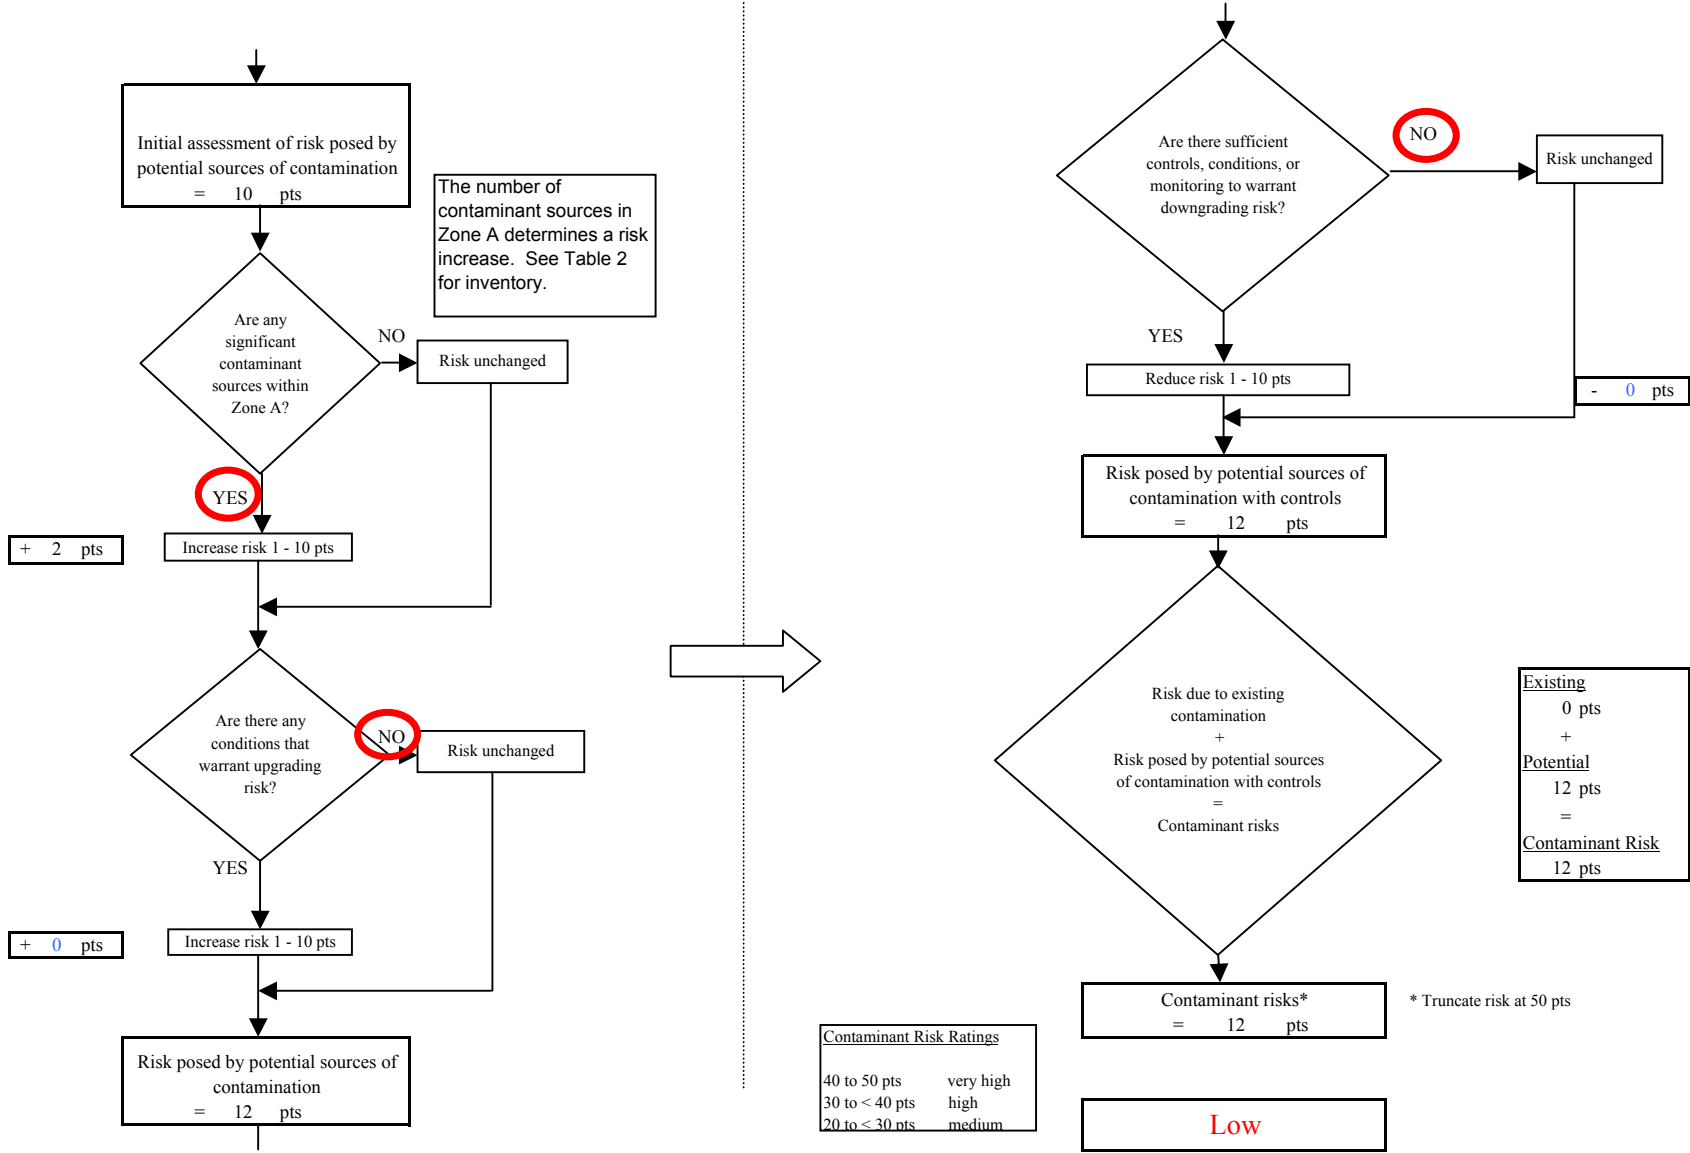 Initial assessment of risk posed by
potential sources of contamination
= 10 pts
The number of
contaminant sources in
Zone A determines a risk
increase. See Table 2
for inventory.
Are any
significant
contaminant
sources within
Zone A?
NO
Risk unchanged
YES
+ 2 pts
Increase risk 1 - 10 pts
Are there any
conditions that
warrant upgrading
risk?
NO
Risk unchanged
YES
+ 0 pts
Increase risk 1 - 10 pts
Risk posed by potential sources of
contamination
= 12 pts
Are there sufficient
controls, conditions, or
monitoring to warrant
downgrading risk?
NO
Risk unchanged
YES
Reduce risk 1 - 10 pts
- 0 pts
Risk posed by potential sources of
contamination with controls
= 12 pts
Risk due to existing
contamination
+
Risk posed by potential sources
of contamination with controls
=
Contaminant risks
Existing
0 pts
+
Potential
12 pts
=
Contaminant Risk
12 pts
Contaminant risks*
= 12 pts
* Truncate risk at 50 pts
Contaminant Risk Ratings
40 to 50 pts very high
30 to < 40 pts high
20 to < 30 pts medium
Low